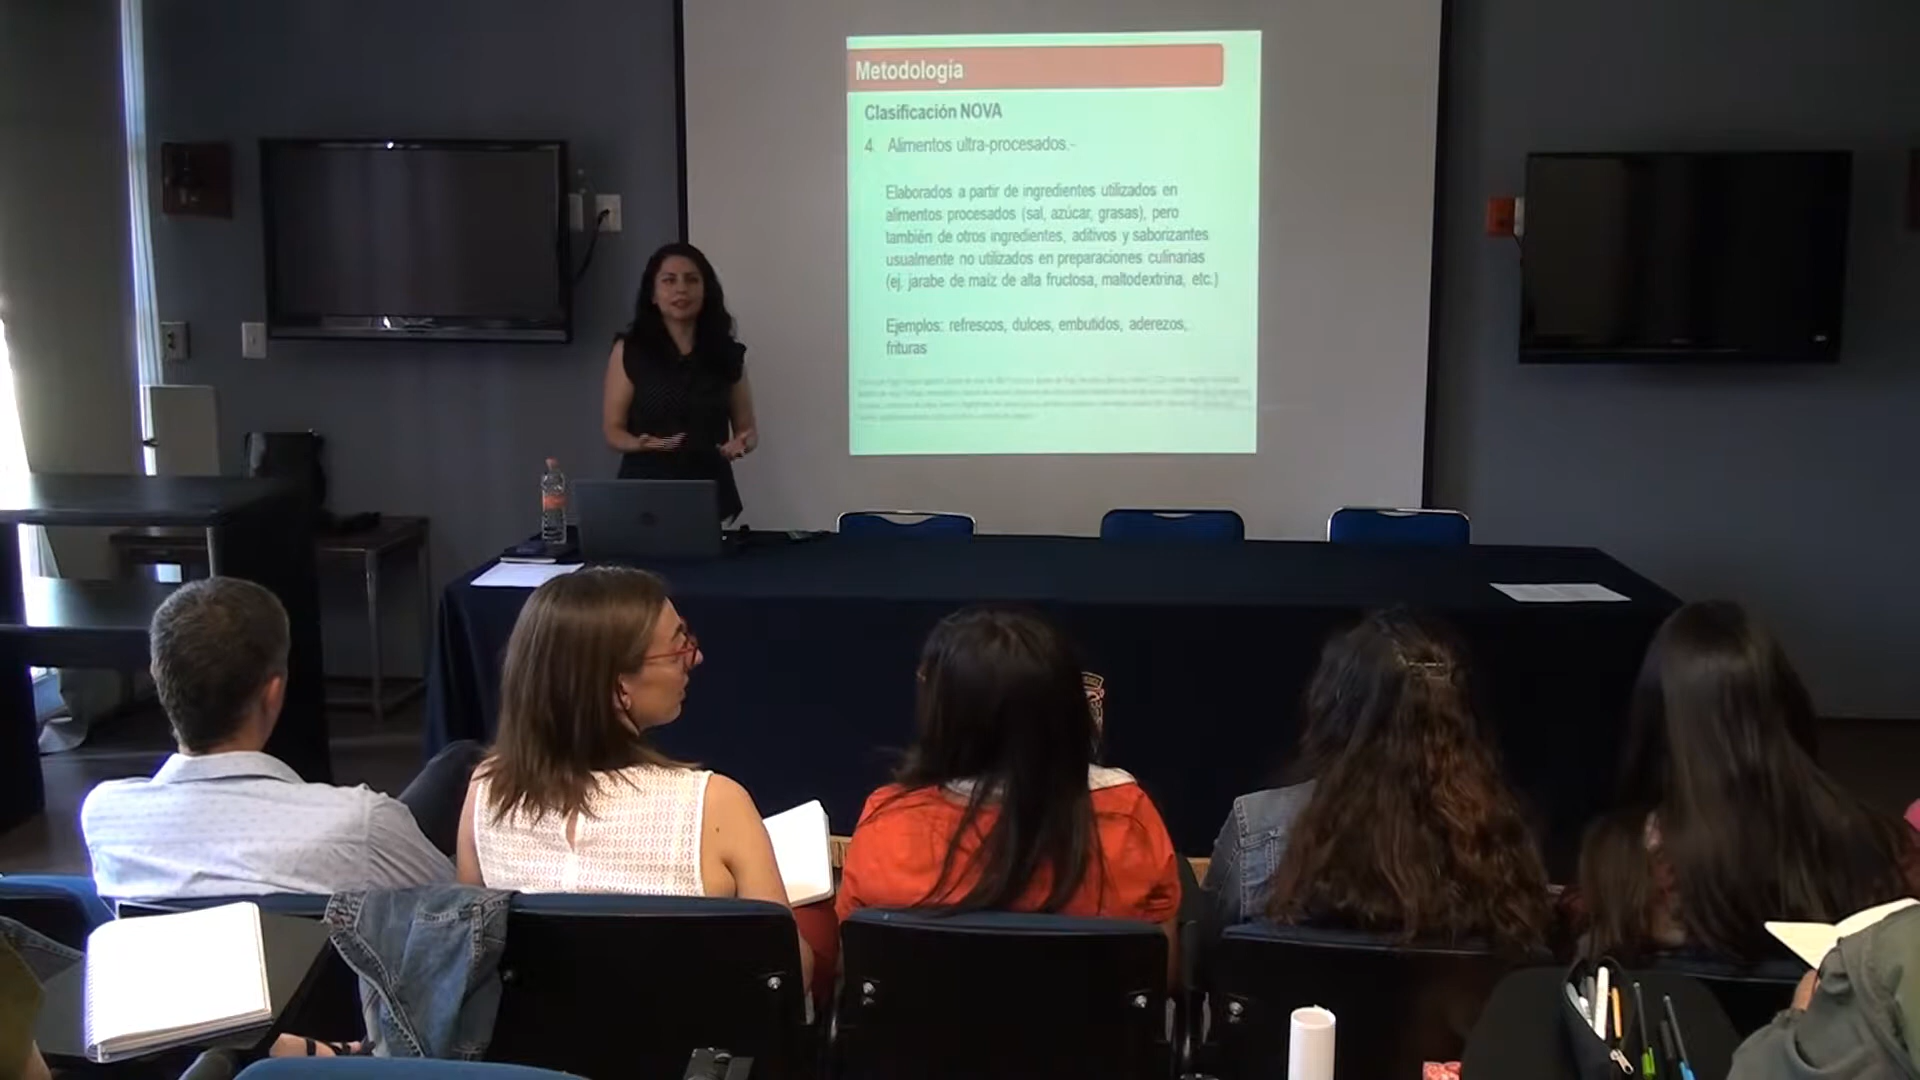 Metodología
Clasificación NOVA
4. Alimentos ultra-procesados.-
Elaborados a partir de ingredientes utilizados en
alimentos procesados (sal, azúcar, grasas), pero
también de otros ingredientes, aditivos y saborizantes
usualmente no utilizados en preparaciones culinarias
(ej. jarabe de maíz de alta fructosa, maltodextrina, etc.)
Ejemplos: refrescos, dulces, embutidos, aderezos,
frituras